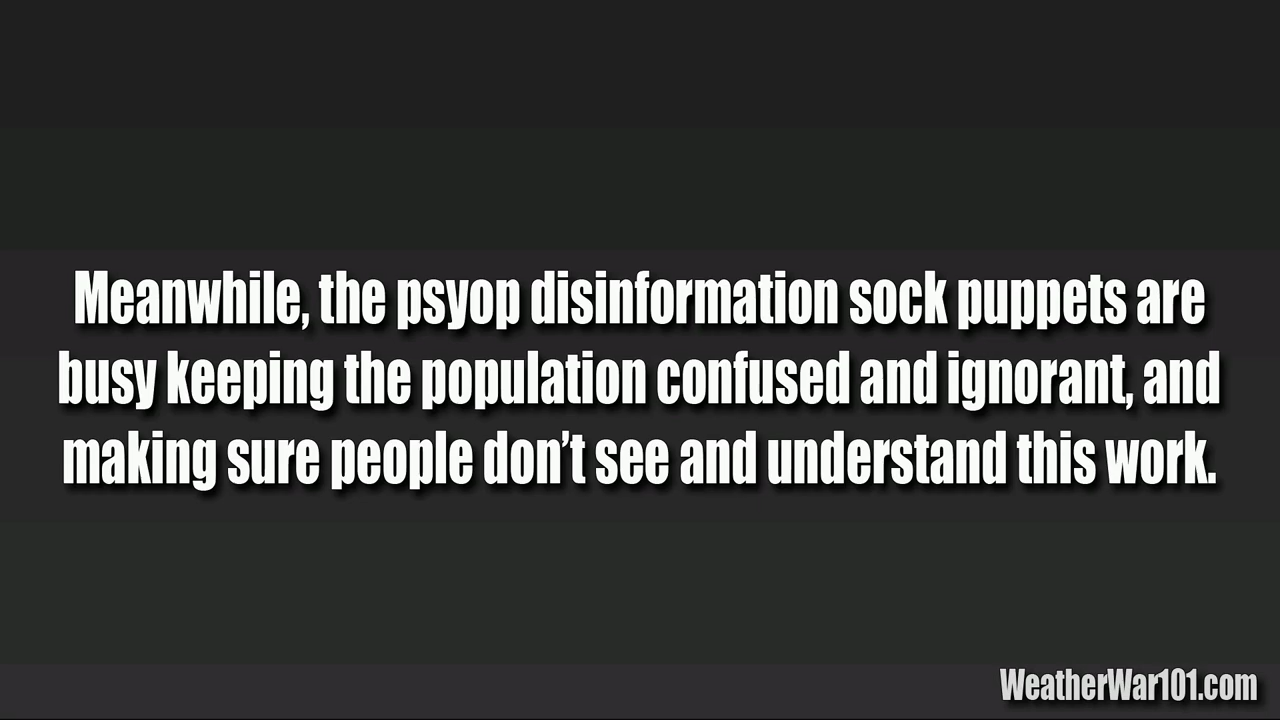 Meanwhile, the psyop disinformation sock puppets are
busy keeping the population confused and ignorant, and
making sure people don’t see and understand this work.
WeatherWar101.com